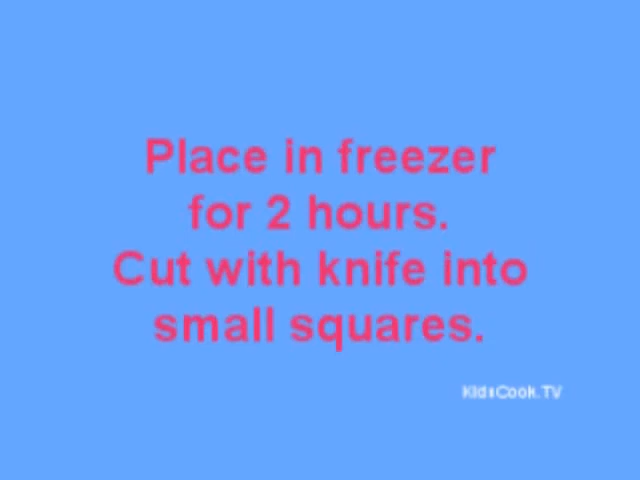 Place in freezer
for 2 hours.
Cut with knife into
small squares.
KidsCook.TV